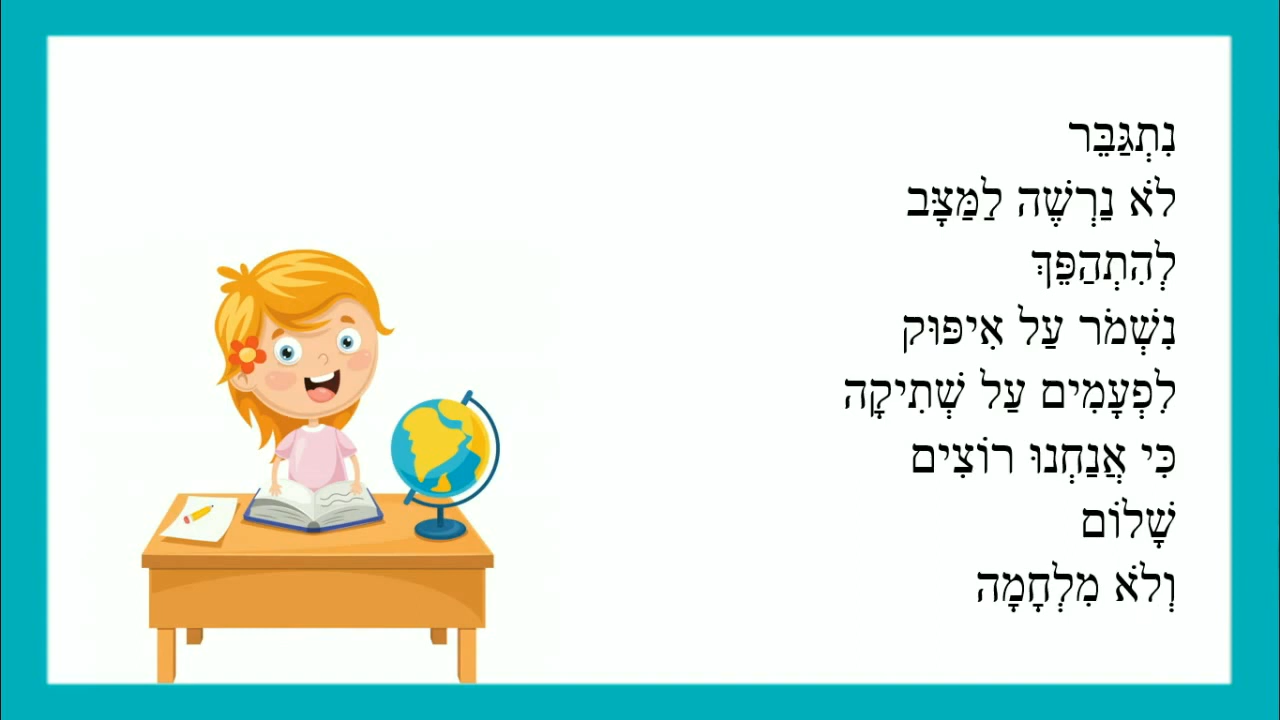 נִתְגַּבֵּר
לֹא נַרְשֶׁה לַמַּצָּב
לְהִתְהַפֵּךְ
נִשְׁמֹר עַל אִיפּוּק
לִפְעָמִים עַל שְׁתִיקָה
כִּי אֲנַחְנוּ רוֹצִים
שָׁלוֹם
וְלֹא מִלְחָמָה